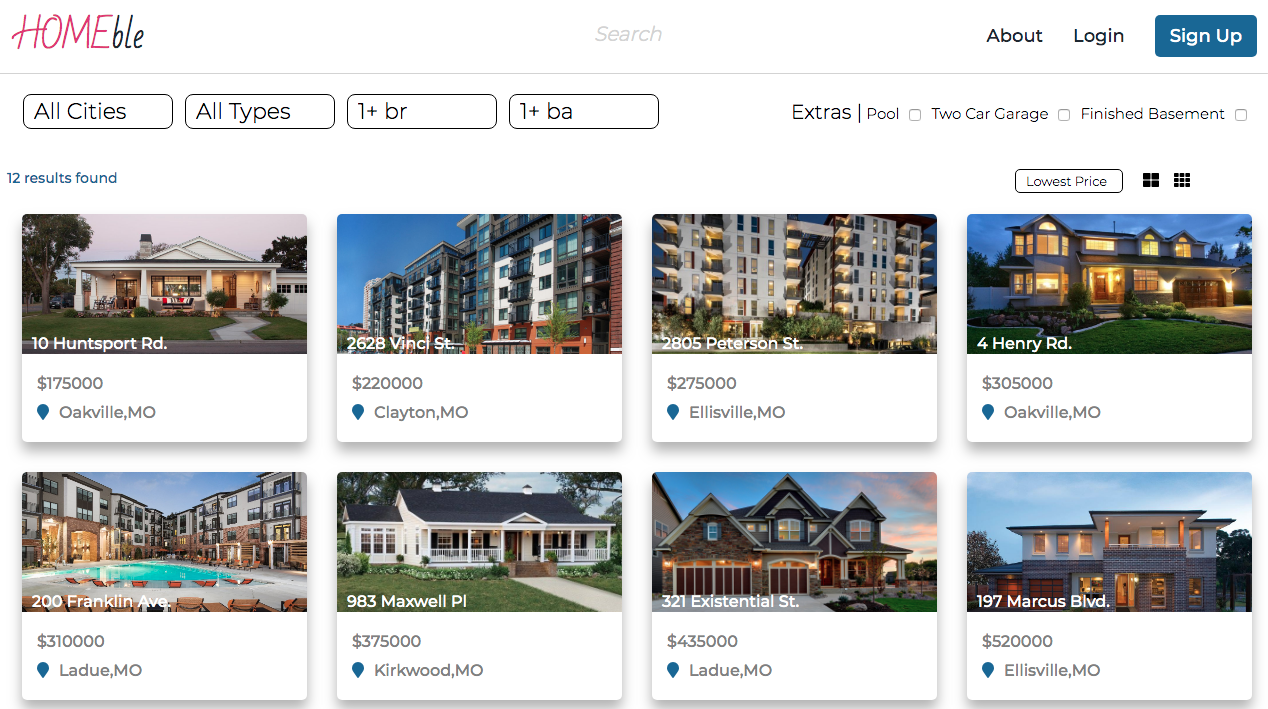 HOMEble
Search
About
Login
Sign Up
All Cities
All Types
1+ br
1+ ba
Extras | Pool Two Car Garage Finished Basement
12 results found
Lowest Price
10 Huntsport Rd.
$175000
Oakville,MO
2628 Vinci St.
$220000
Clayton,MO
2805 Peterson St.
$275000
Ellisville,MO
4 Henry Rd.
$305000
Oakville,MO
200 Franklin Ave.
$310000
Ladue,MO
983 Maxwell Pl
$375000
Kirkwood,MO
321 Existential St.
$435000
Ladue,MO
197 Marcus Blvd.
$520000
Ellisville,MO